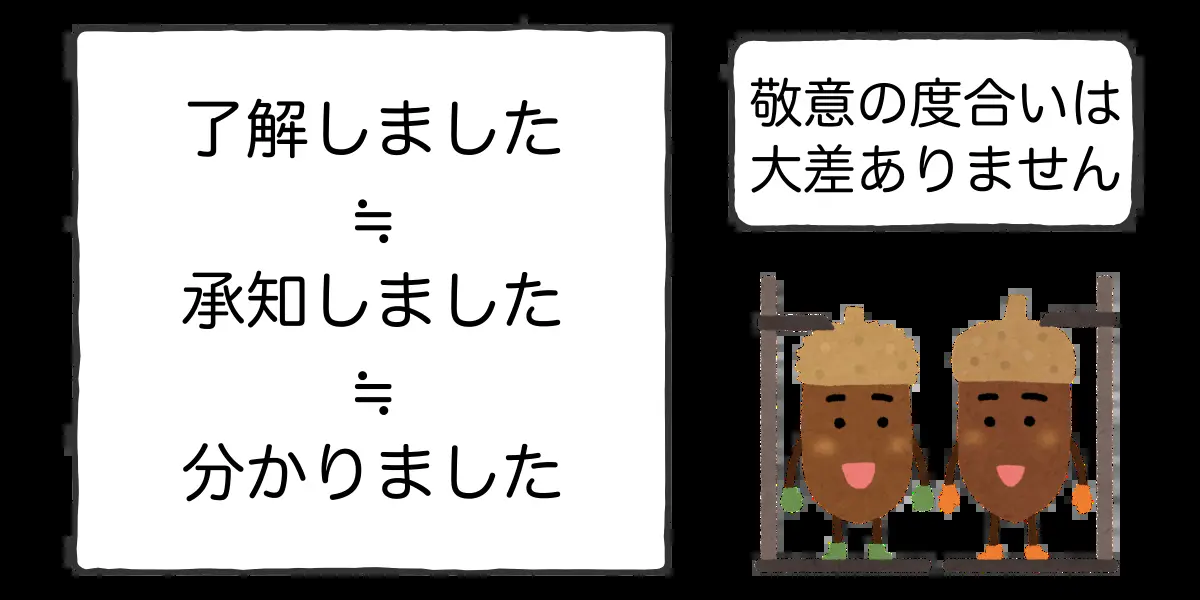 了解しました
≒
承知しました
≒
分かりました
敬意の度合いは
大差ありません